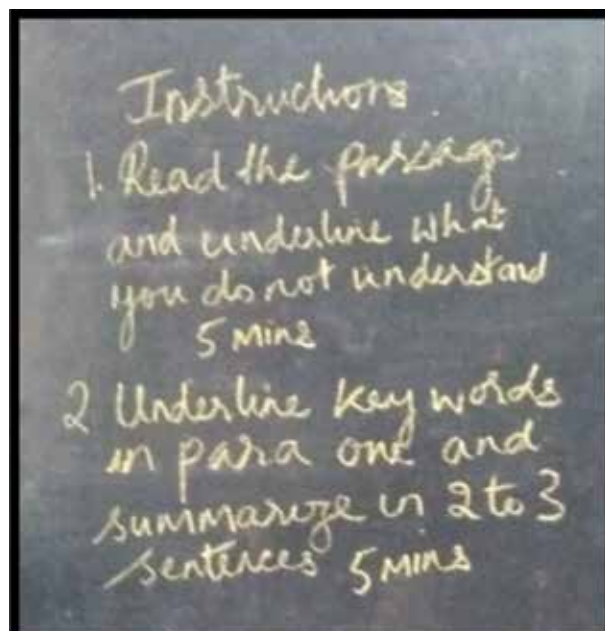 Instructions
1. Read the passage
and underline what
you do not understand
5 Mins
2 Underline key words
in para one and
summarize in 2 to 3
sentences 5 Mins